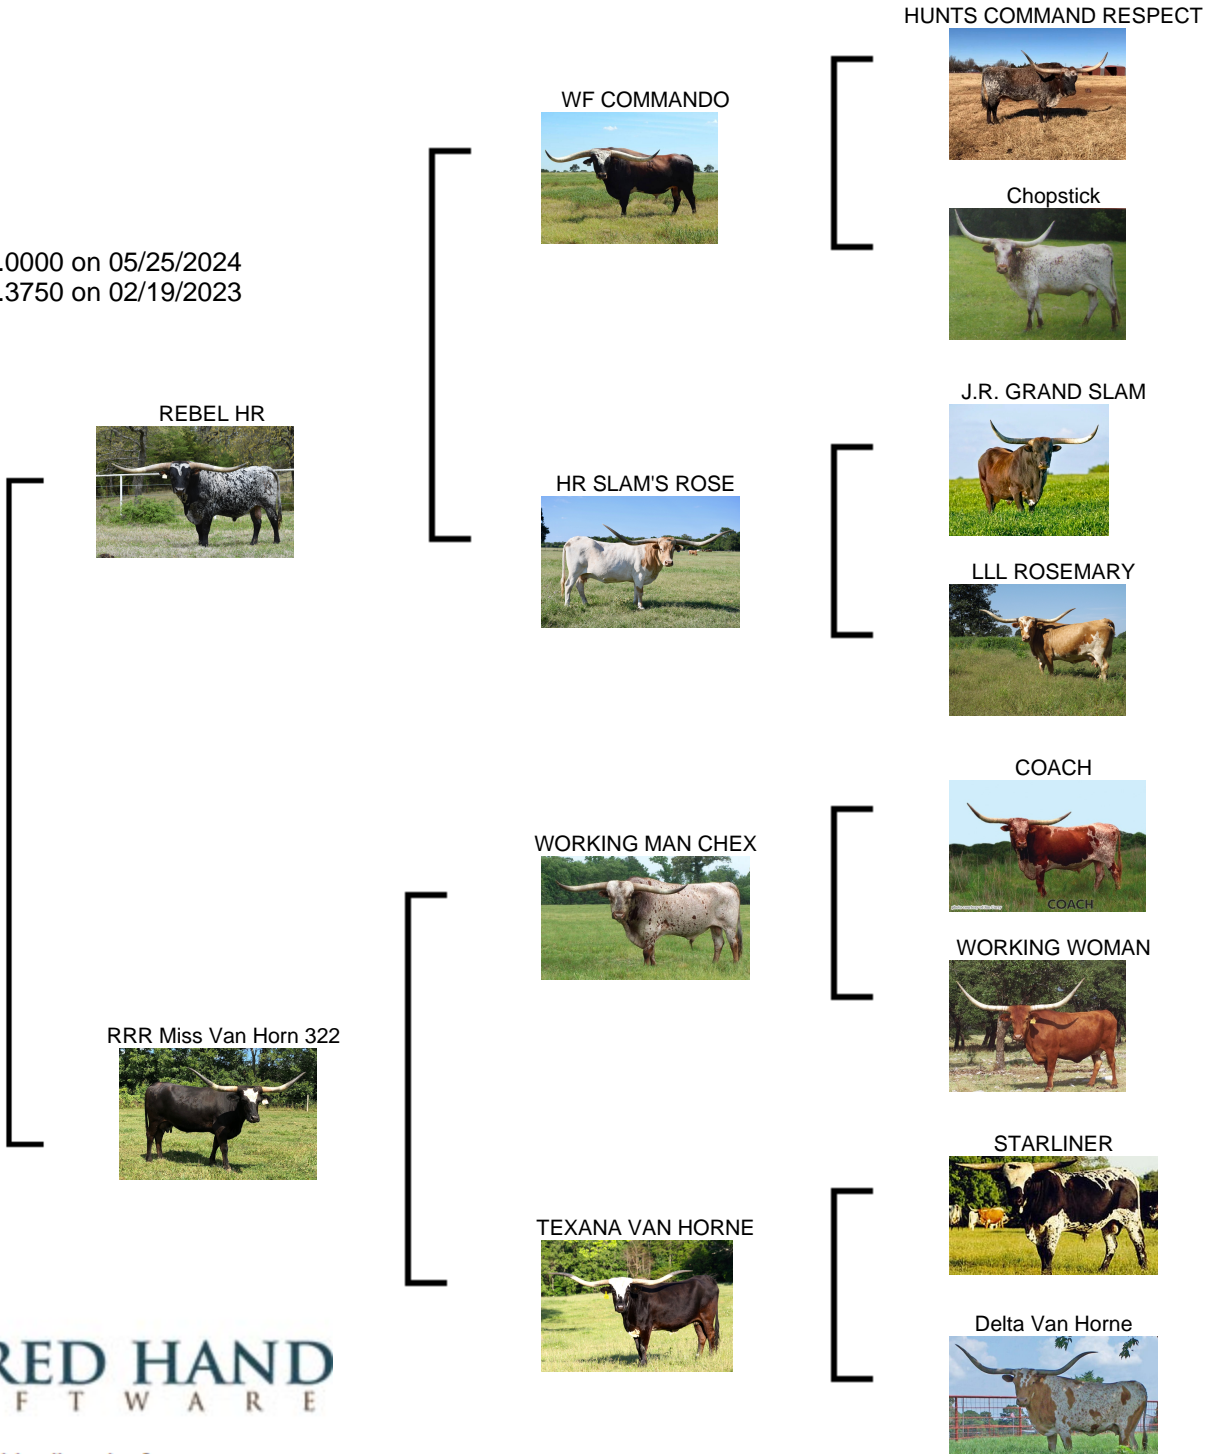 HUNTS COMMAND RESPECT
WF COMMANDO
Chopstick
.0000 on 05/25/2024
.3750 on 02/19/2023
J.R. GRAND SLAM
REBEL HR
HR SLAM'S ROSE
LLL ROSEMARY
COACH
WORKING MAN CHEX
COACH
WORKING WOMAN
RRR Miss Van Horn 322
STARLINER
TEXANA VAN HORNE
Delta Van Horne
RED HAND
F T W A R E